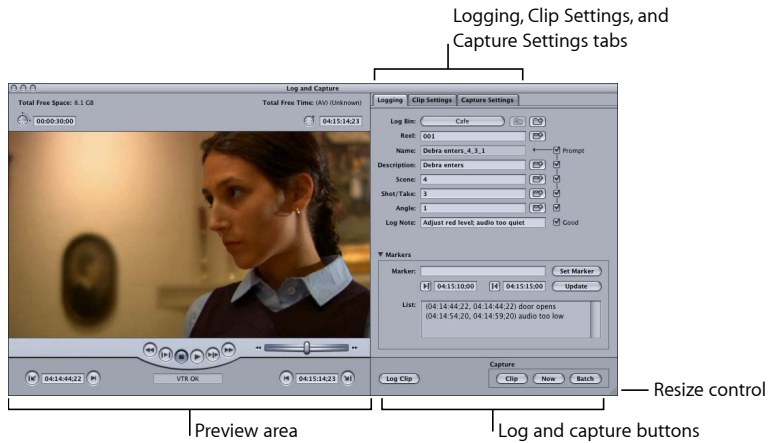 Logging, Clip Settings, and
Capture Settings tabs
Log and Capture
Total Free Space: 8.1 GB
Total Free Time: (AV) (Unknown)
00:00:30;00
04:15:14;23
Logging
Clip Settings
Capture Settings
Log Bin: Cafe
Reel: 001
Name: Debra enters_4_3_1
Prompt
Description: Debra enters
Scene: 4
Shot/Take: 3
Angle: 1
Log Note: Adjust red level; audio too quiet
Good
Markers
Marker:
Set Marker
04:15:10;00
04:15:15;00
Update
List: (04:14:44;22, 04:14:44;22) door opens
(04:14:54;20, 04:14:59;20) audio too low
04:14:44;22
VTR OK
04:15:14;23
Capture
Log Clip
Clip
Now
Batch
Resize control
Preview area
Log and capture buttons